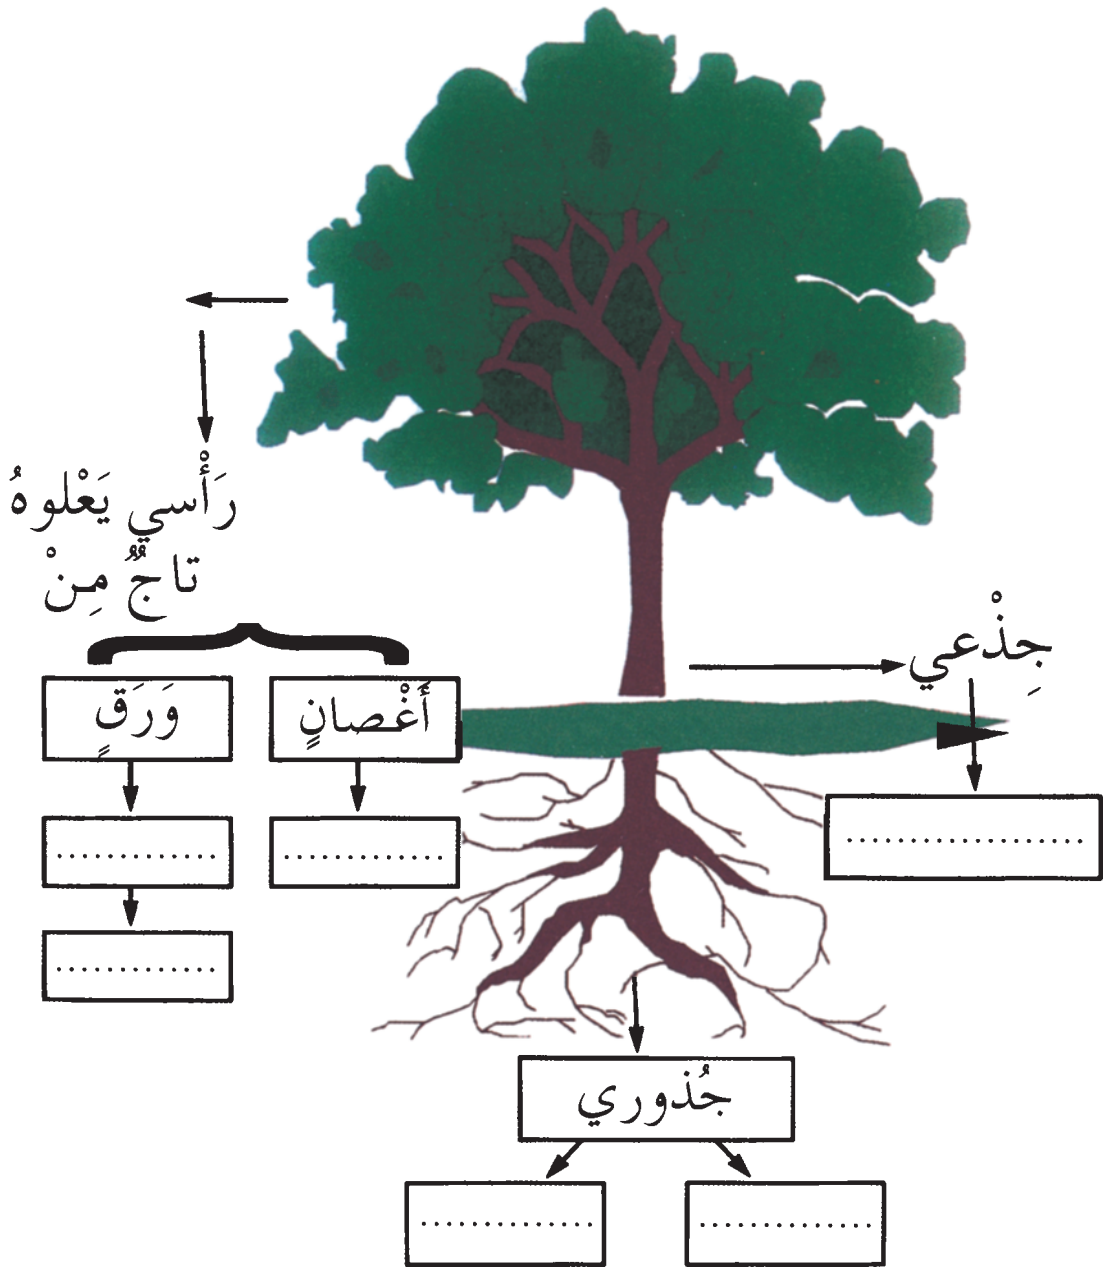 رَأْسي يَعْلوهُ
تاجٌ مِنْ
جِذْعي
أَغْصانٍ
وَرَقٍ
.....................
.............
.............
.............
جُذوري
..............
..............